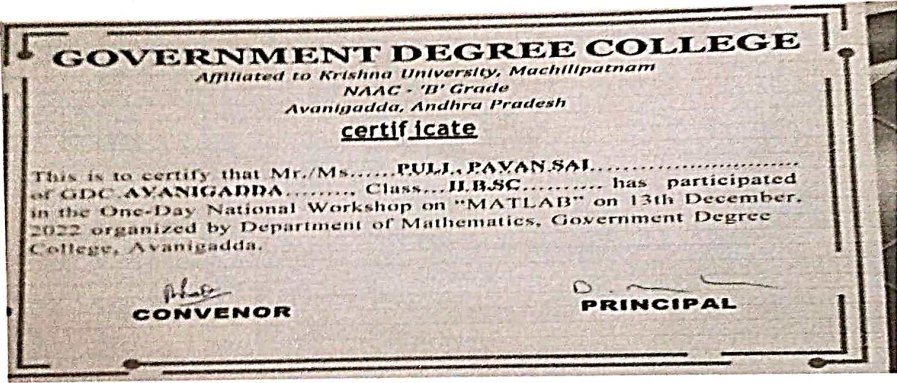 GOVERNMENT DEGREE COLLEGE
Affiliated to Krishna University, Machilipatnam
NAAC - 'B' Grade
Avanigadda, Andhra Pradesh
certificate
This is to certify that Mr./Ms......PULI., PAVAN.SAI................................
of GDC AVANIGADDA.........., Class...II.B.SC........... has participated
in the One-Day National Workshop on "MATLAB" on 13th December,
2022 organized by Department of Mathematics, Government Degree
College, Avanigadda.
CONVENOR
PRINCIPAL